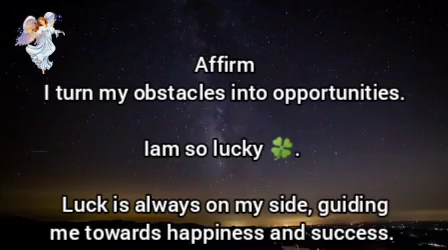 Affirm
I turn my obstacles into opportunities.
Iam so lucky 🍀.
Luck is always on my side, guiding
me towards happiness and success.